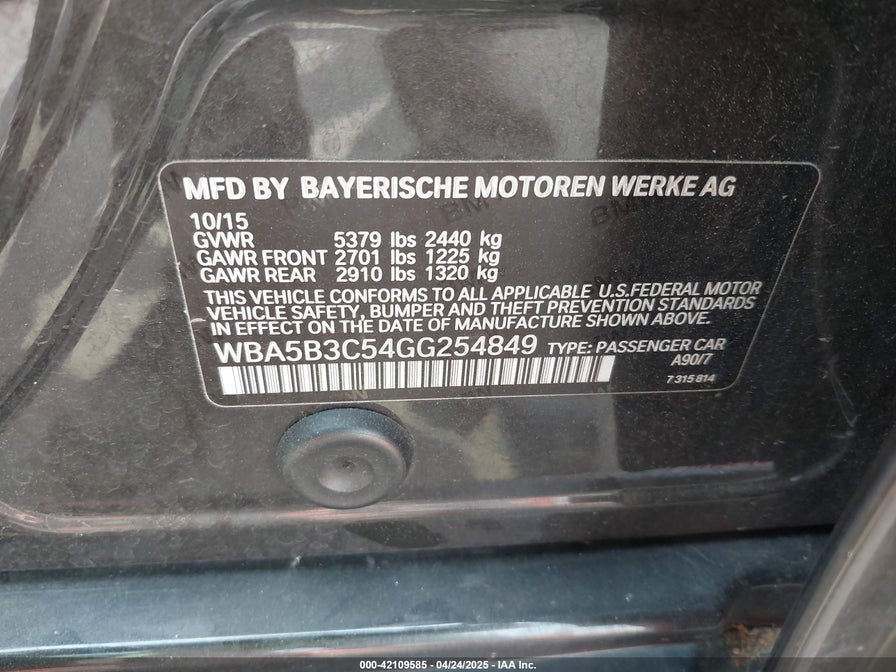 MFD BY BAYERISCHE MOTOREN WERKE AG
10/15
GVWR 5379 lbs 2440 kg
GAWR FRONT 2701 lbs 1225 kg
GAWR REAR 2910 lbs 1320 kg
THIS VEHICLE CONFORMS TO ALL APPLICABLE U.S.FEDERAL MOTOR
VEHICLE SAFETY, BUMPER AND THEFT PREVENTION STANDARDS
IN EFFECT ON THE DATE OF MANUFACTURE SHOWN ABOVE.
WBA5B3C54GG254849 TYPE: PASSENGER CAR
A90/7
7 315 814
000-42109585 - 04/24/2025 - IAA Inc.